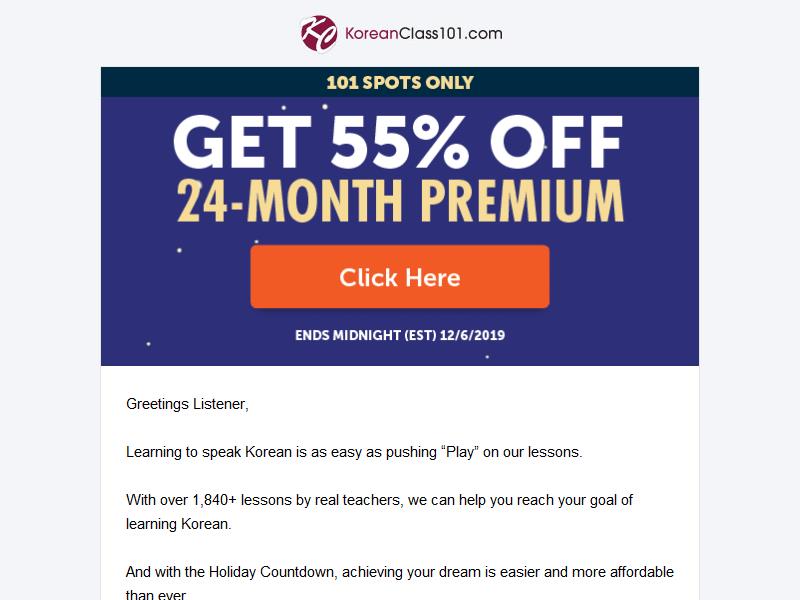 KoreanClass101.com
101 SPOTS ONLY
GET 55% OFF
24-MONTH PREMIUM
Click Here
ENDS MIDNIGHT (EST) 12/6/2019
Greetings Listener,
Learning to speak Korean is as easy as pushing “Play” on our lessons.
With over 1,840+ lessons by real teachers, we can help you reach your goal of
learning Korean.
And with the Holiday Countdown, achieving your dream is easier and more affordable
than ever